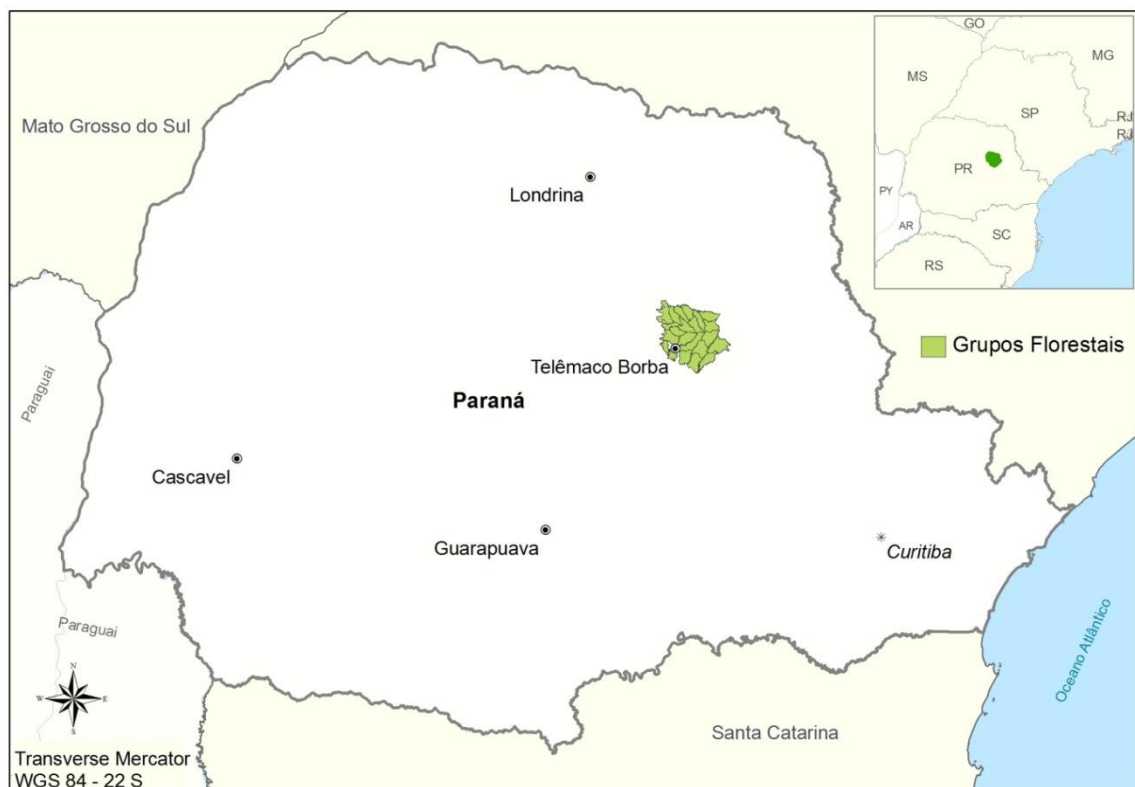 Mato Grosso do Sul
Londrina
Telêmaco Borba
Paraná
Cascavel
Guarapuava
Curitiba
Paraguai
Paraguai
Santa Catarina
Oceano Atlântico
Grupos Florestais
GO
MS
MG
SP
RJ
RJ
PR
PY
AR
SC
RS
N
W
E
S
Transverse Mercator
WGS 84 - 22 S